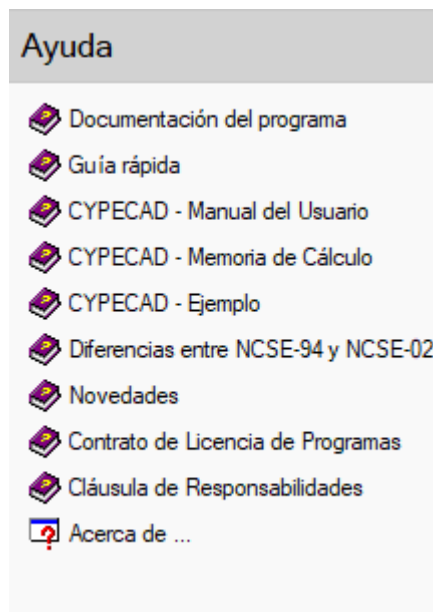 Ayuda
Documentación del programa
Guía rápida
CYPECAD - Manual del Usuario
CYPECAD - Memoria de Cálculo
CYPECAD - Ejemplo
Diferencias entre NCSE-94 y NCSE-02
Novedades
Contrato de Licencia de Programas
Cláusula de Responsabilidades
Acerca de ...